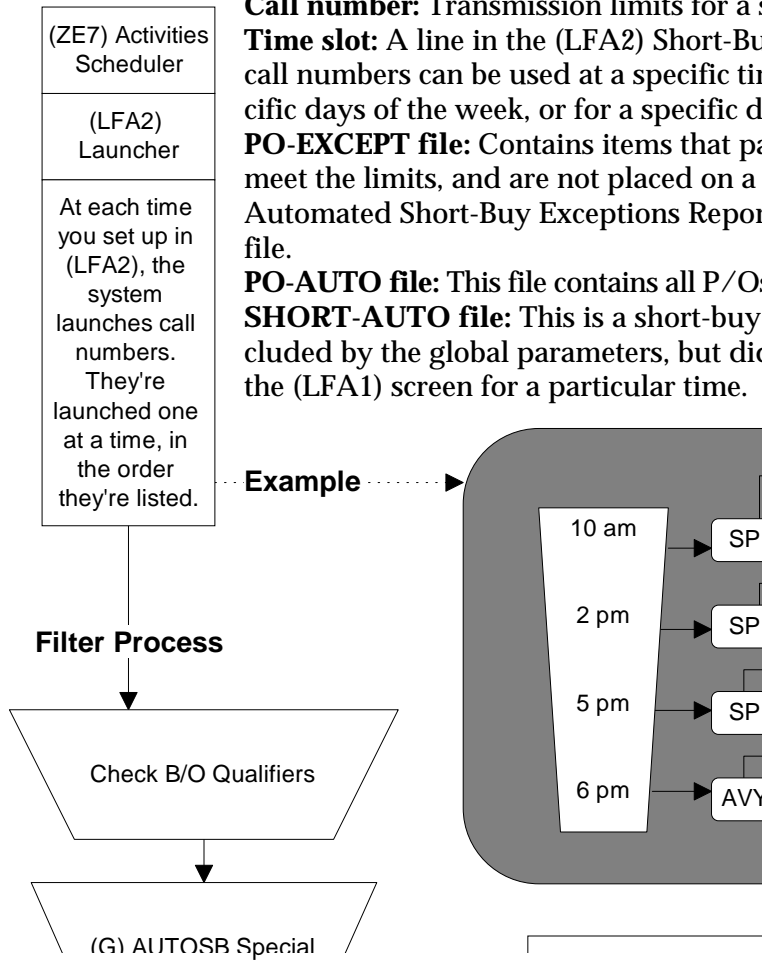 Call number: Transmission limits for a s
Time slot: A line in the (LFA2) Short-Bu
call numbers can be used at a specific tim
cific days of the week, or for a specific d
PO-EXCEPT file: Contains items that pa
meet the limits, and are not placed on a
Automated Short-Buy Exceptions Repor
file.
PO-AUTO file: This file contains all P/Os
SHORT-AUTO file: This is a short-buy
cluded by the global parameters, but did
the (LFA1) screen for a particular time.
(ZE7) Activities
Scheduler
(LFA2)
Launcher
At each time
you set up in
(LFA2), the
system
launches call
numbers.
They're
launched one
at a time, in
the order
they're listed.
Example
10 am
SP
2 pm
SP
5 pm
SP
6 pm
AVY
Filter Process
Check B/O Qualifiers
(G) AUTOSB Special